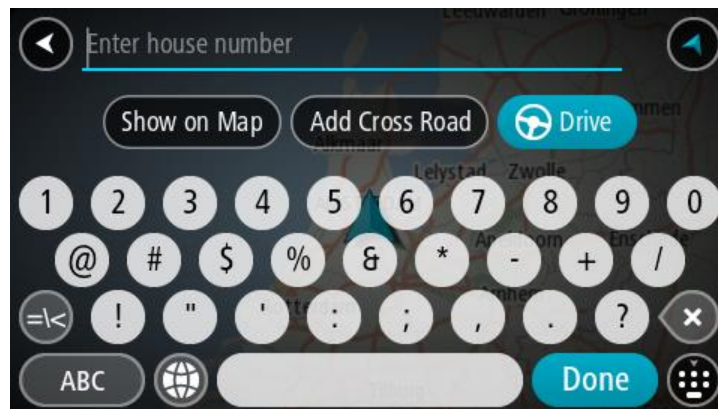 Leeuwarden Groningen
Enter house number
Show on Map Add Cross Road Drive
Alkmaar
Lelystad Zwolle
1 2 3 4 5 6 7 8 9 0
@ # $ % & * - + /
=\< ! " ' : ; , . ?
ABC Done